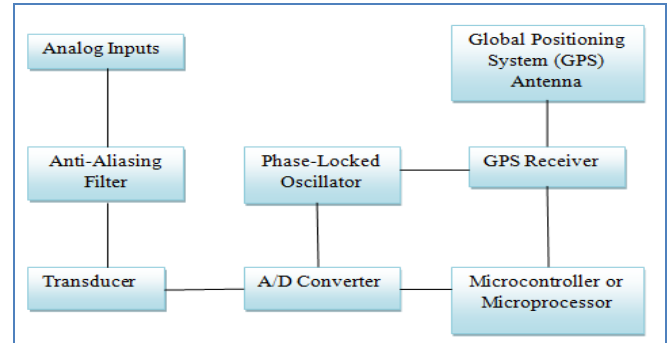 Analog Inputs
Global Positioning
System (GPS)
Antenna
Anti-Aliasing
Filter
Phase-Locked
Oscillator
GPS Receiver
Transducer
A/D Converter
Microcontroller or
Microprocessor